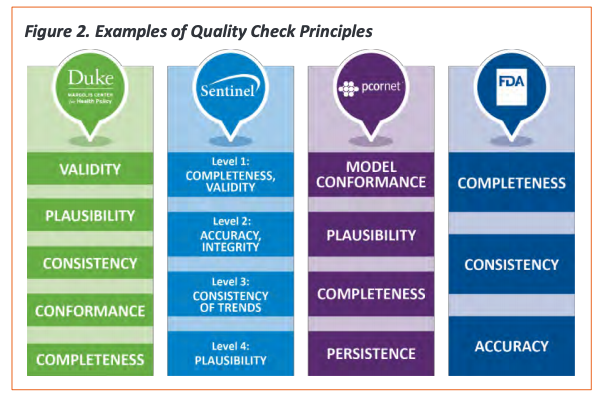 Figure 2. Examples of Quality Check Principles
Duke
MARGOLIS CENTER
for Health Policy
VALIDITY
PLAUSIBILITY
CONSISTENCY
CONFORMANCE
COMPLETENESS
Sentinel
Level 1:
COMPLETENESS,
VALIDITY
Level 2:
ACCURACY,
INTEGRITY
Level 3:
CONSISTENCY
OF TRENDS
Level 4:
PLAUSIBILITY
pcornet
MODEL
CONFORMANCE
PLAUSIBILITY
COMPLETENESS
PERSISTENCE
FDA
COMPLETENESS
CONSISTENCY
ACCURACY